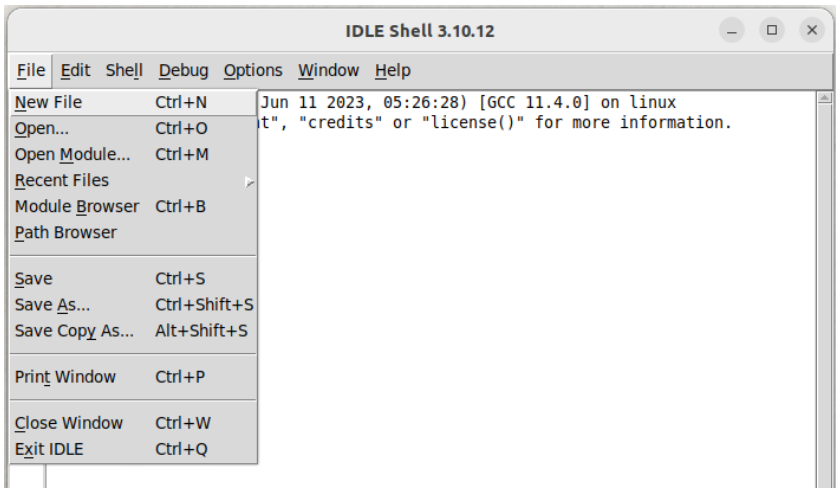 IDLE Shell 3.10.12
File Edit Shell Debug Options Window Help
New File Ctrl+N
Open... Ctrl+O
Open Module... Ctrl+M
Recent Files
Module Browser Ctrl+B
Path Browser
Save Ctrl+S
Save As... Ctrl+Shift+S
Save Copy As... Alt+Shift+S
Print Window Ctrl+P
Close Window Ctrl+W
Exit IDLE Ctrl+Q
Jun 11 2023, 05:26:28) [GCC 11.4.0] on linux
", "credits" or "license()" for more information.